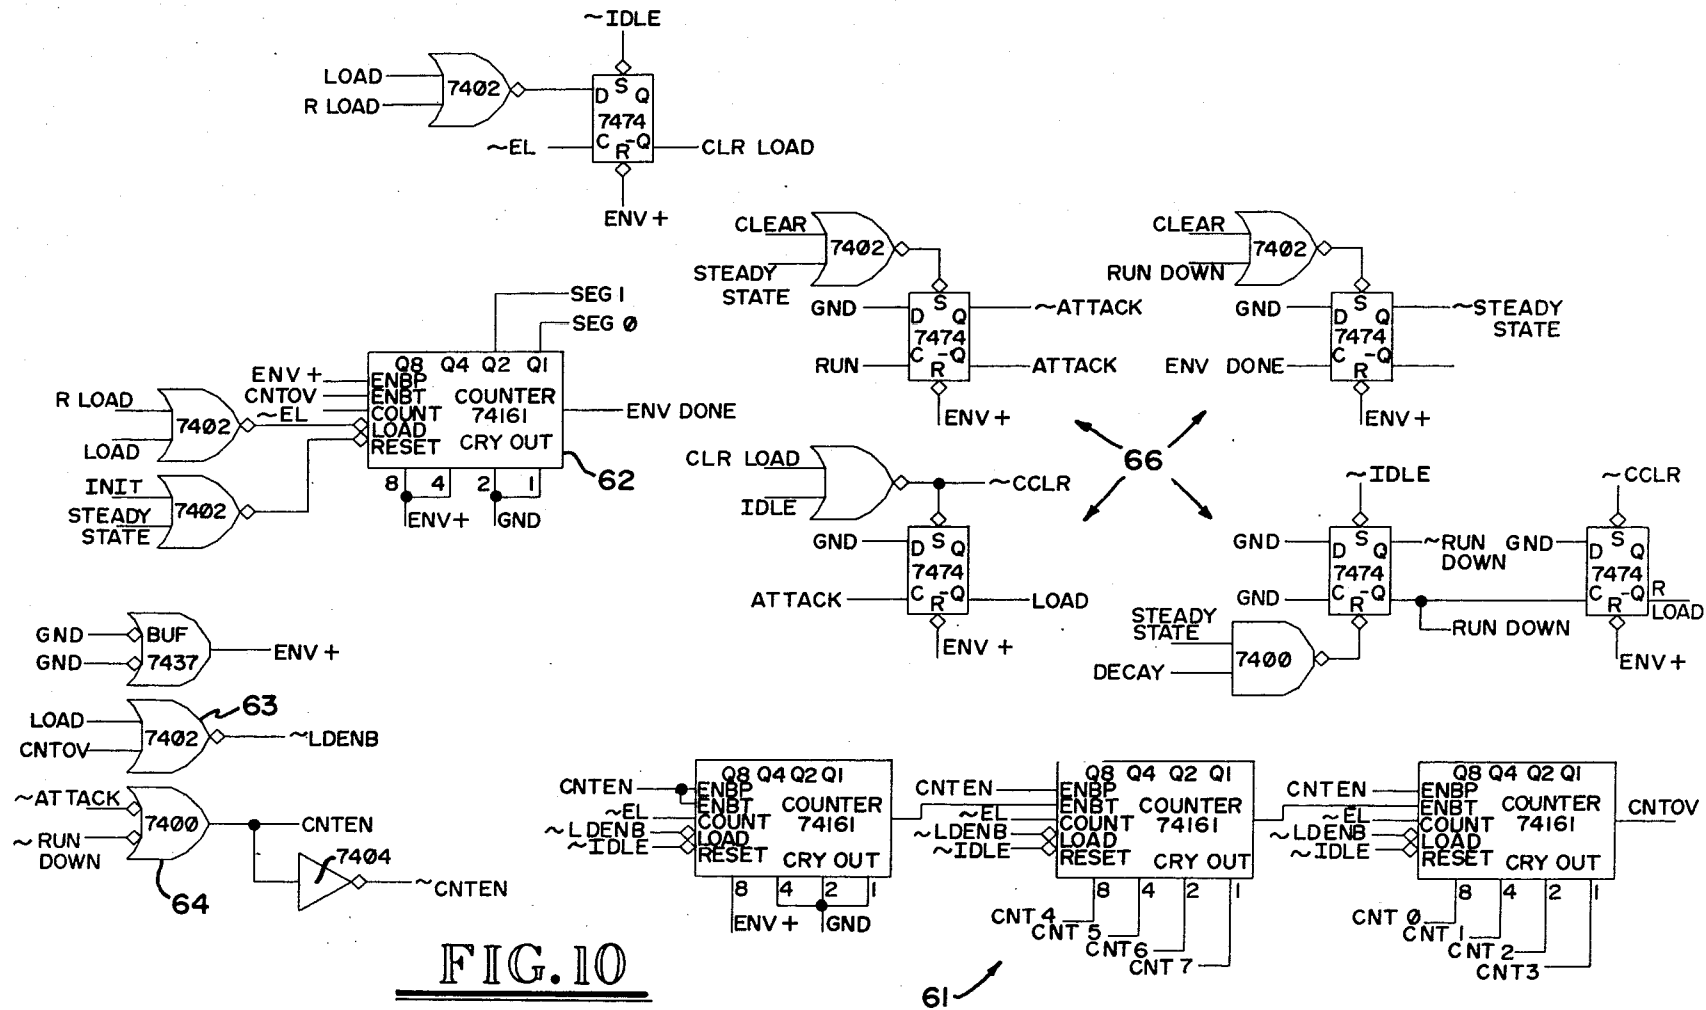 ~IDLE
LOAD
R LOAD
7402
S
D Q
7474
C -Q
R
~EL
CLR LOAD
ENV+
CLEAR
STEADY
STATE
7402
GND
S
D Q
7474
C -Q
R
~ATTACK
RUN
ATTACK
ENV+
CLEAR
RUN DOWN
7402
GND
S
D Q
7474
C -Q
R
~STEADY
STATE
ENV DONE
ENV+
SEG 1
SEG 0
Q8 Q4 Q2 Q1
ENV+
ENBP
CNTOV
ENBT
~EL
COUNT
LOAD
RESET
COUNTER
74161
CRY OUT
ENV DONE
62
8 4 2 1
ENV+
GND
R LOAD
LOAD
7402
INIT
STEADY
STATE
7402
66
CLR LOAD
IDLE
~CCLR
GND
S
D Q
7474
C -Q
R
ATTACK
LOAD
ENV+
~IDLE
GND
S
D Q
7474
C -Q
R
~RUN
DOWN
GND
RUN DOWN
STEADY
STATE
DECAY
7400
~CCLR
GND
S
D Q
7474
C -Q
R
R
LOAD
ENV+
GND
GND
BUF
7437
ENV+
LOAD
CNTOV
7402
63
~LDENB
~ATTACK
~RUN
DOWN
7400
64
CNTEN
7404
~CNTEN
CNTEN
~EL
~LDENB
~IDLE
Q8 Q4 Q2 Q1
ENBP
ENBT
COUNT
LOAD
RESET
COUNTER
74161
CRY OUT
8 4 2 1
ENV+
GND
CNTEN
~EL
~LDENB
~IDLE
Q8 Q4 Q2 Q1
ENBP
ENBT
COUNT
LOAD
RESET
COUNTER
74161
CRY OUT
8 4 2 1
CNT 4
CNT 5
CNT6
CNT 7
CNTEN
~EL
~LDENB
~IDLE
Q8 Q4 Q2 Q1
ENBP
ENBT
COUNT
LOAD
RESET
COUNTER
74161
CRY OUT
CNTOV
8 4 2 1
CNT 0
CNT 1
CNT 2
CNT3
61
FIG. 10